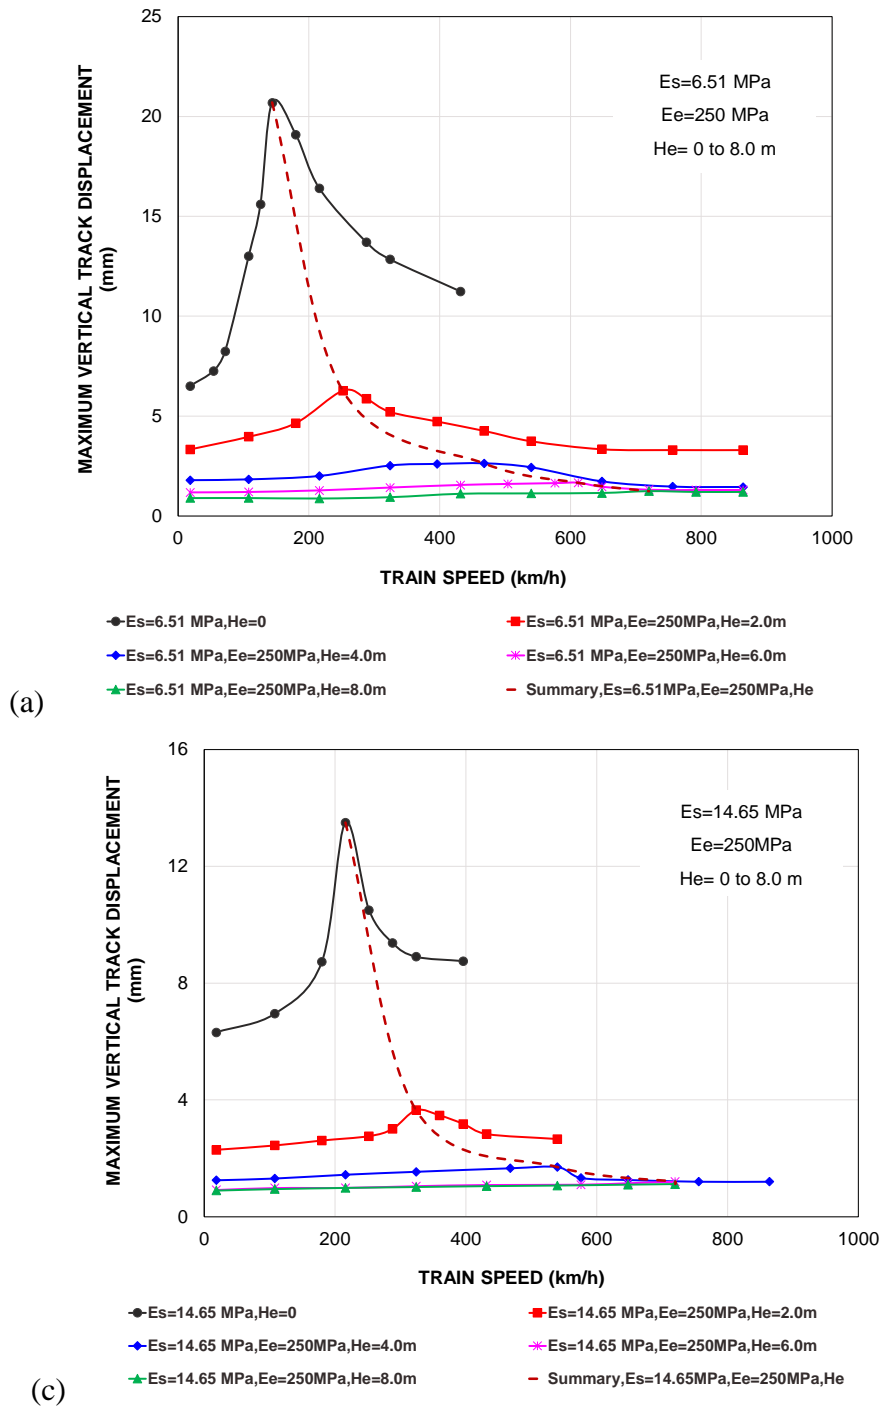 25
20
15
10
5
0
MAXIMUM VERTICAL TRACK DISPLACEMENT
(mm)
Es=6.51 MPa
Ee=250 MPa
He= 0 to 8.0 m
0 200 400 600 800 1000
TRAIN SPEED (km/h)
Es=6.51 MPa,He=0 Es=6.51 MPa,Ee=250MPa,He=2.0m
Es=6.51 MPa,Ee=250MPa,He=4.0m Es=6.51 MPa,Ee=250MPa,He=6.0m
Es=6.51 MPa,Ee=250MPa,He=8.0m Summary,Es=6.51MPa,Ee=250MPa,He
(a)
16
12
8
4
0
MAXIMUM VERTICAL TRACK DISPLACEMENT
(mm)
Es=14.65 MPa
Ee=250MPa
He= 0 to 8.0 m
0 200 400 600 800 1000
TRAIN SPEED (km/h)
Es=14.65 MPa,He=0 Es=14.65 MPa,Ee=250MPa,He=2.0m
Es=14.65 MPa,Ee=250MPa,He=4.0m Es=14.65 MPa,Ee=250MPa,He=6.0m
Es=14.65 MPa,Ee=250MPa,He=8.0m Summary,Es=14.65MPa,Ee=250MPa,He
(c)